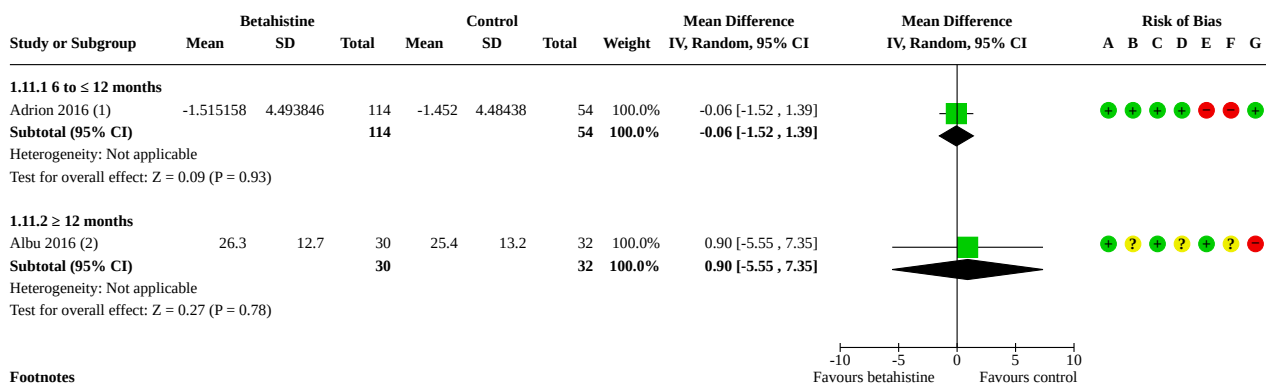 Betahistine Control Mean Difference Mean Difference Risk of Bias
Study or Subgroup Mean SD Total Mean SD Total Weight IV, Random, 95% CI IV, Random, 95% CI A B C D E F G
1.11.1 6 to ≤ 12 months
Adrion 2016 (1) -1.515158 4.493846 114 -1.452 4.48438 54 100.0% -0.06 [-1.52 , 1.39] + + + + − − +
Subtotal (95% CI) 114 54 100.0% -0.06 [-1.52 , 1.39]
Heterogeneity: Not applicable
Test for overall effect: Z = 0.09 (P = 0.93)
1.11.2 ≥ 12 months
Albu 2016 (2) 26.3 12.7 30 25.4 13.2 32 100.0% 0.90 [-5.55 , 7.35] + ? + ? + ? −
Subtotal (95% CI) 30 32 100.0% 0.90 [-5.55 , 7.35]
Heterogeneity: Not applicable
Test for overall effect: Z = 0.27 (P = 0.78)
-10 -5 0 5 10
Footnotes Favours betahistine Favours control